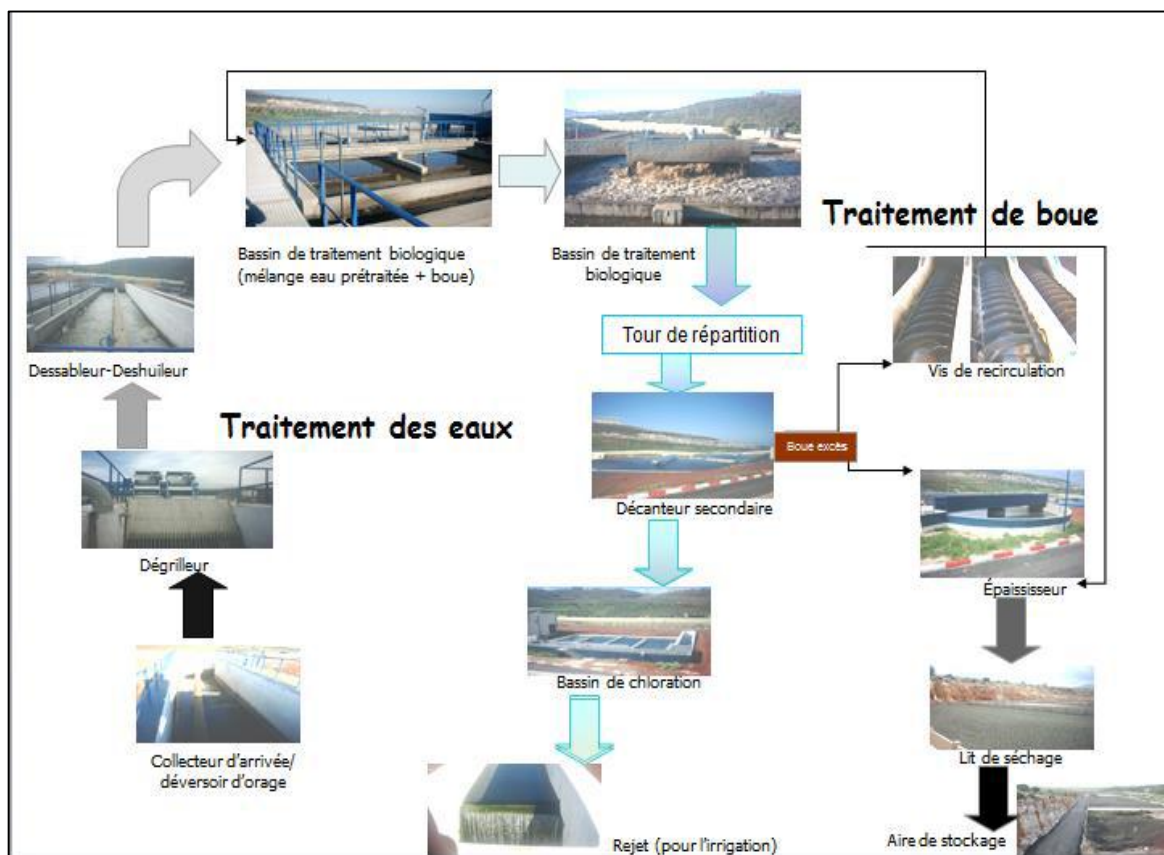 Bassin de traitement biologique
(mélange eau prétraitée + boue)
Bassin de traitement
biologique
Traitement de boue
Tour de répartition
Dessableur-Deshuileur
Vis de recirculation
Traitement des eaux
Boue excès
Décanteur secondaire
Dégrilleur
Épaississeur
Bassin de chloration
Collecteur d'arrivée/
déversoir d'orage
Lit de séchage
Rejet (pour l'irrigation)
Aire de stockage